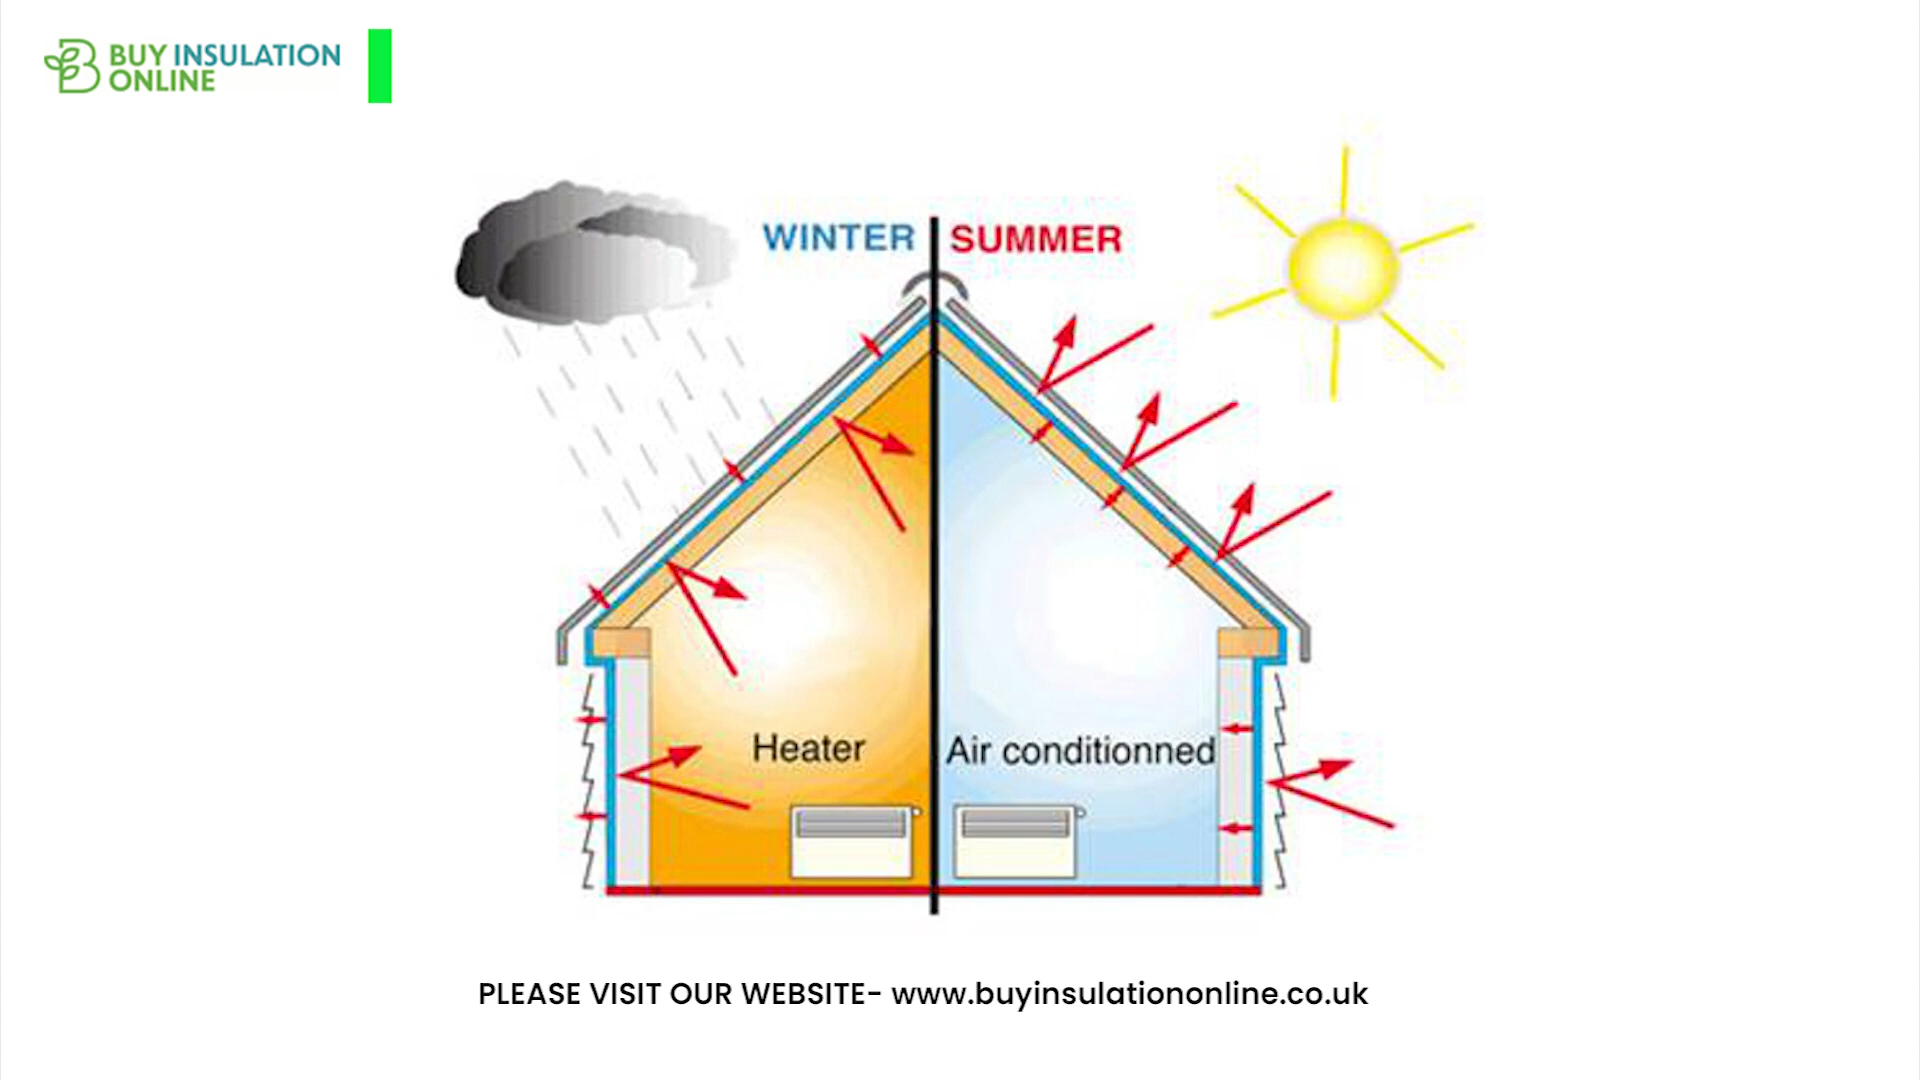 BUY INSULATION
ONLINE
WINTER SUMMER
Heater
Air conditionned
PLEASE VISIT OUR WEBSITE- www.buyinsulationonline.co.uk